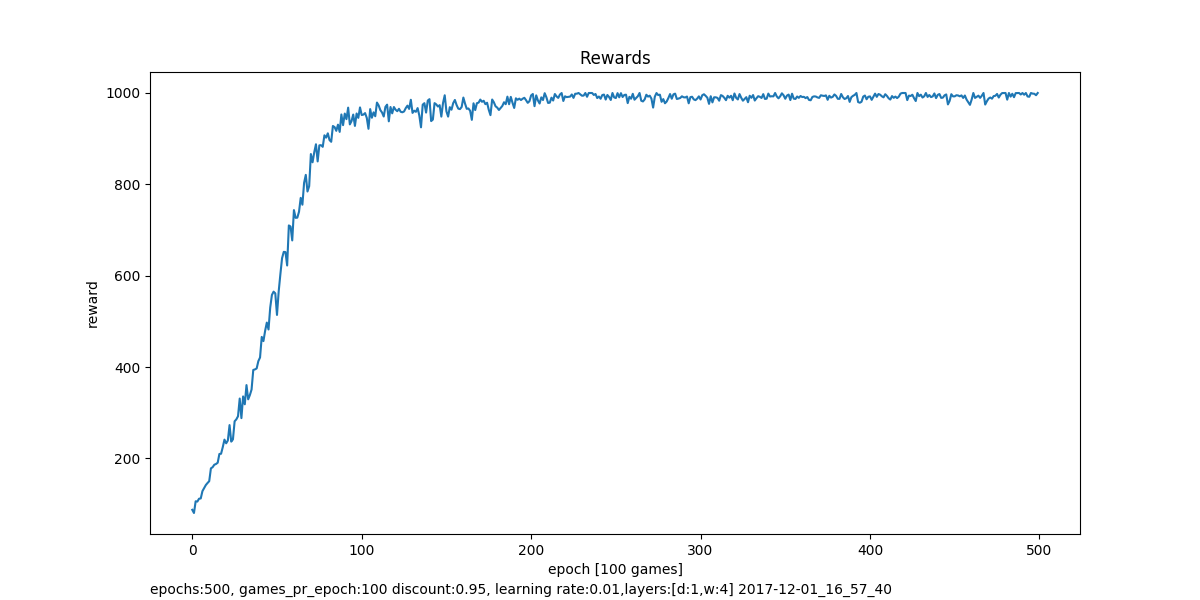 Rewards
1000
800
600
400
200
reward
0 100 200 300 400 500
epoch [100 games]
epochs:500, games_pr_epoch:100 discount:0.95, learning rate:0.01,layers:[d:1,w:4] 2017-12-01_16_57_40